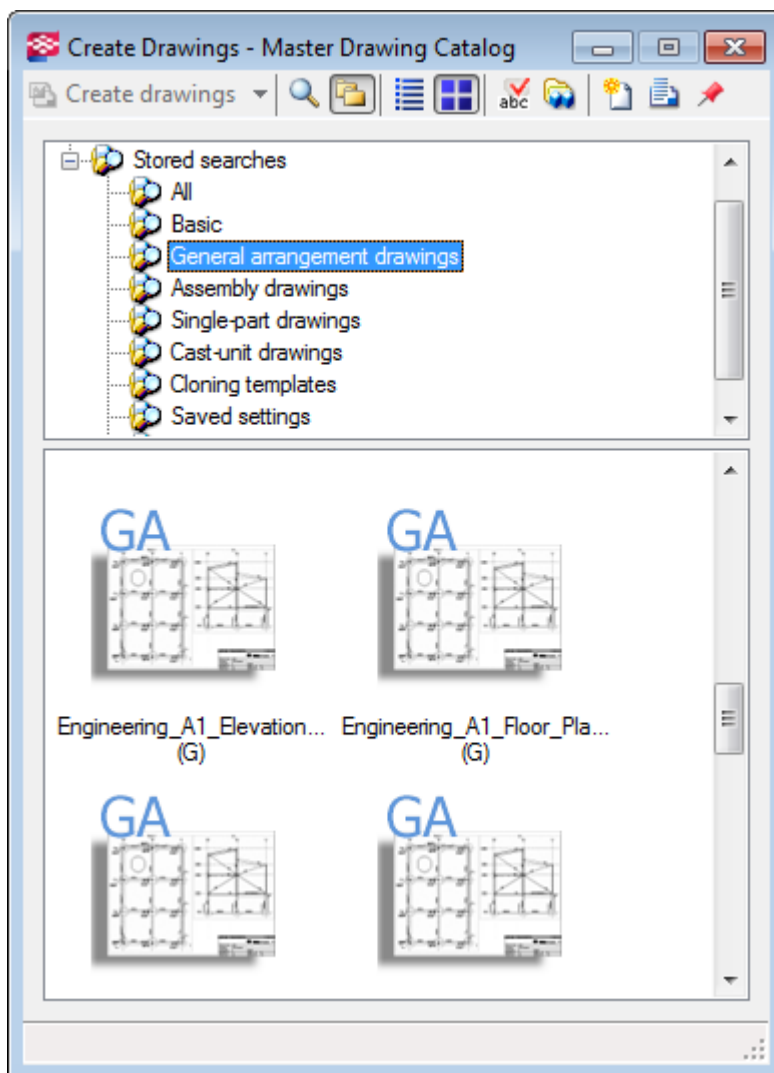 Create Drawings - Master Drawing Catalog
Create drawings
abc
Stored searches
All
Basic
General arrangement drawings
Assembly drawings
Single-part drawings
Cast-unit drawings
Cloning templates
Saved settings
GA GA
Engineering_A1_Elevation... Engineering_A1_Floor_Pla...
(G) (G)
GA GA